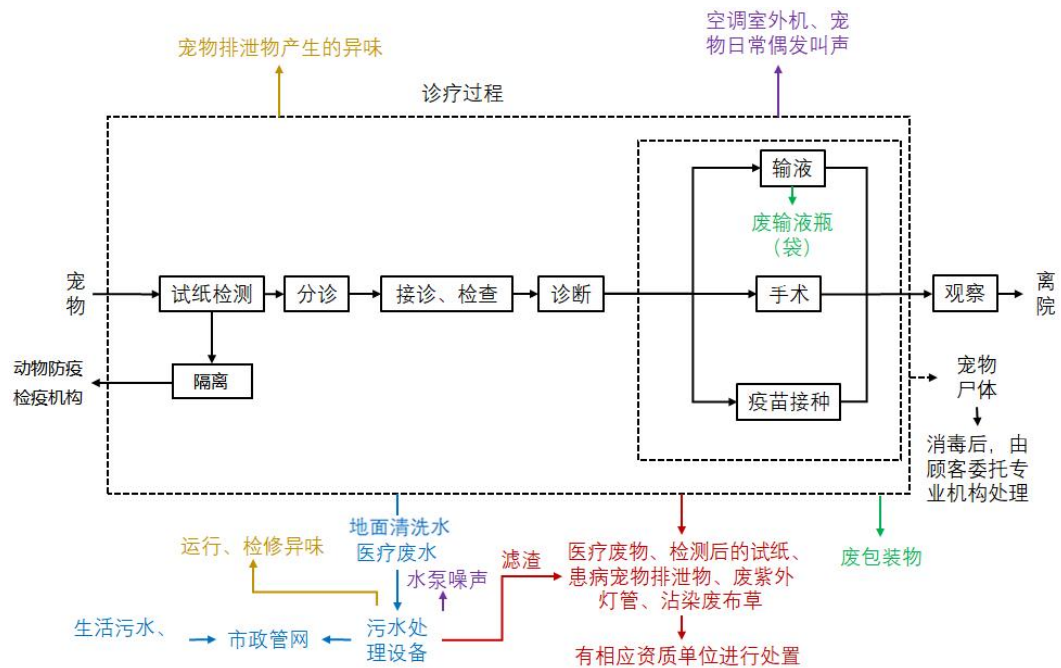 宠物排泄物产生的异味
空调室外机、宠
物日常偶发叫声
诊疗过程
输液
废输液瓶
（袋）
宠
物
试纸检测
分诊
接诊、检查
诊断
手术
观察
离
院
动物防疫
检疫机构
隔离
疫苗接种
宠物
尸体
消毒后，由
顾客委托专
业机构处理
地面清洗水
医疗废水
运行、检修异味
水泵噪声
滤渣
医疗废物、检测后的试纸、
患病宠物排泄物、废紫外
灯管、沾染废布草
废包装物
生活污水、
市政管网
污水处
理设备
有相应资质单位进行处置